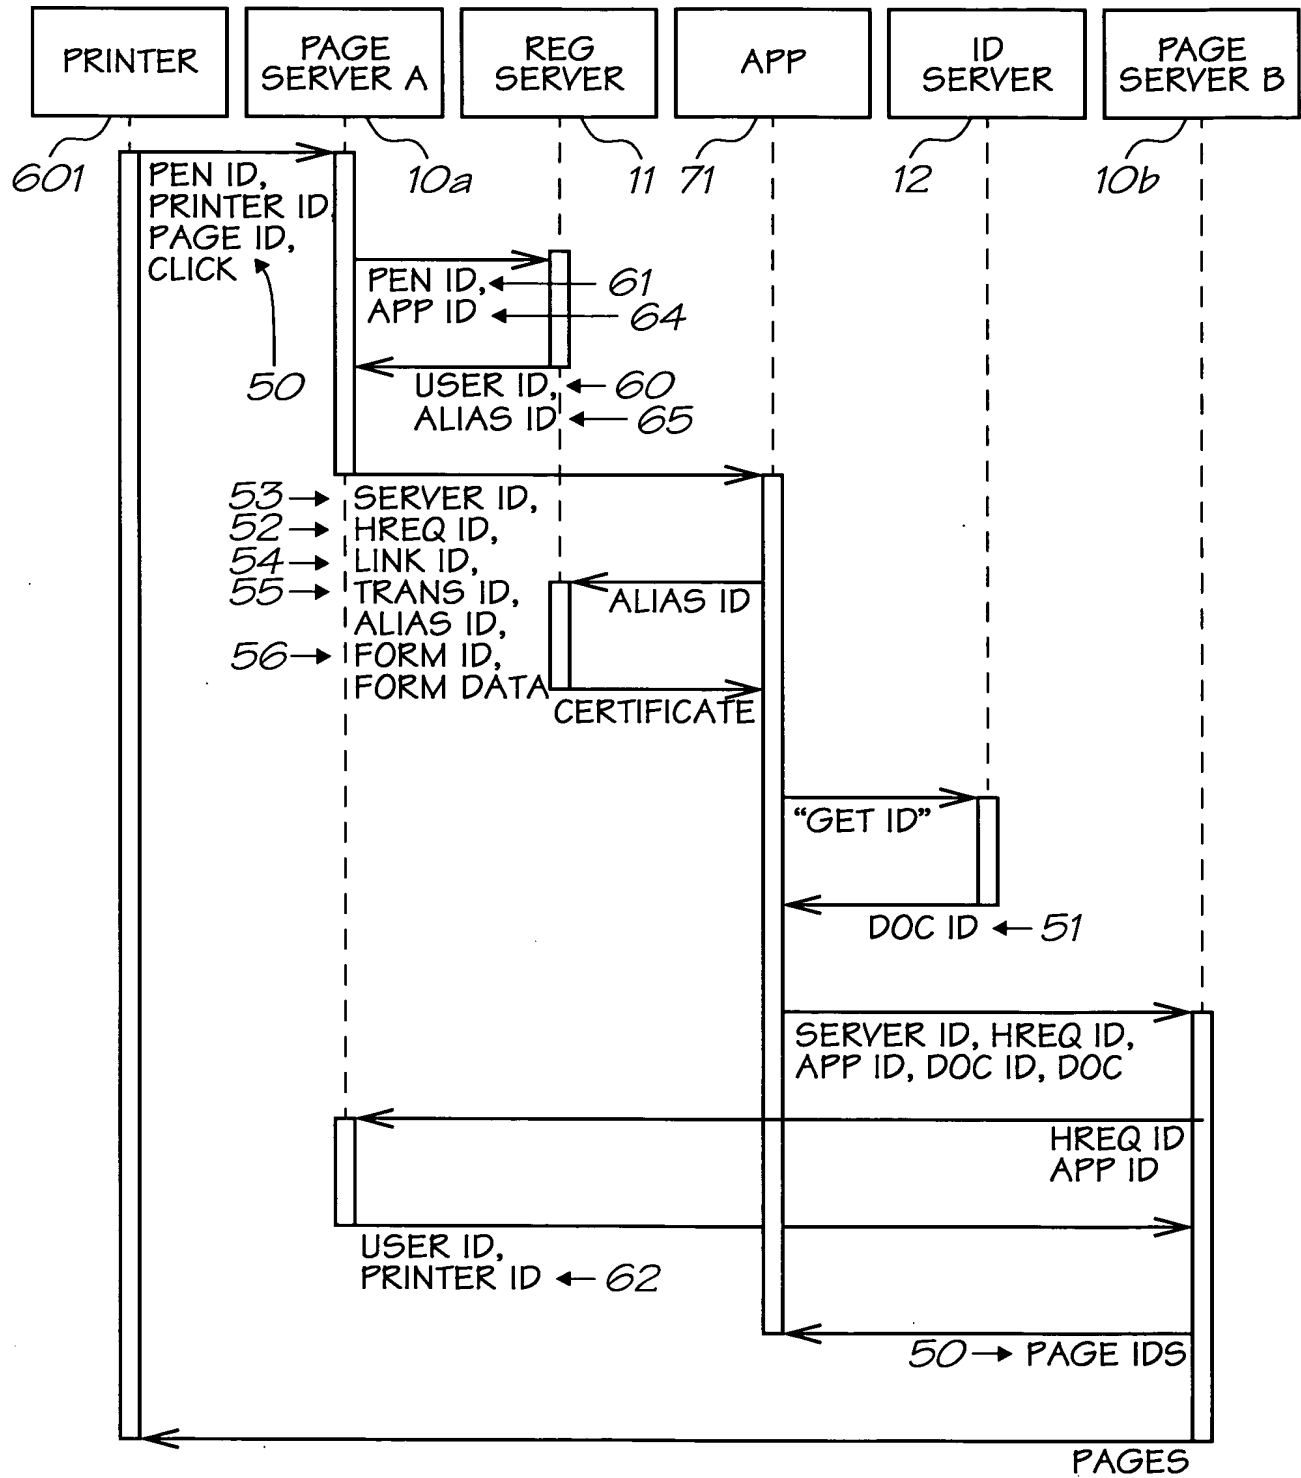 PRINTER
PAGE
SERVER A
REG
SERVER
APP
ID
SERVER
PAGE
SERVER B
601
10a
11
71
12
10b
PEN ID,
PRINTER ID
PAGE ID,
CLICK
50
PEN ID, 61
APP ID 64
USER ID, 60
ALIAS ID 65
53 SERVER ID,
52 HREQ ID,
54 LINK ID,
55 TRANS ID,
ALIAS ID,
56 FORM ID,
FORM DATA
ALIAS ID
CERTIFICATE
“GET ID”
DOC ID 51
SERVER ID, HREQ ID,
APP ID, DOC ID, DOC
HREQ ID
APP ID
USER ID,
PRINTER ID 62
50 PAGE IDS
PAGES